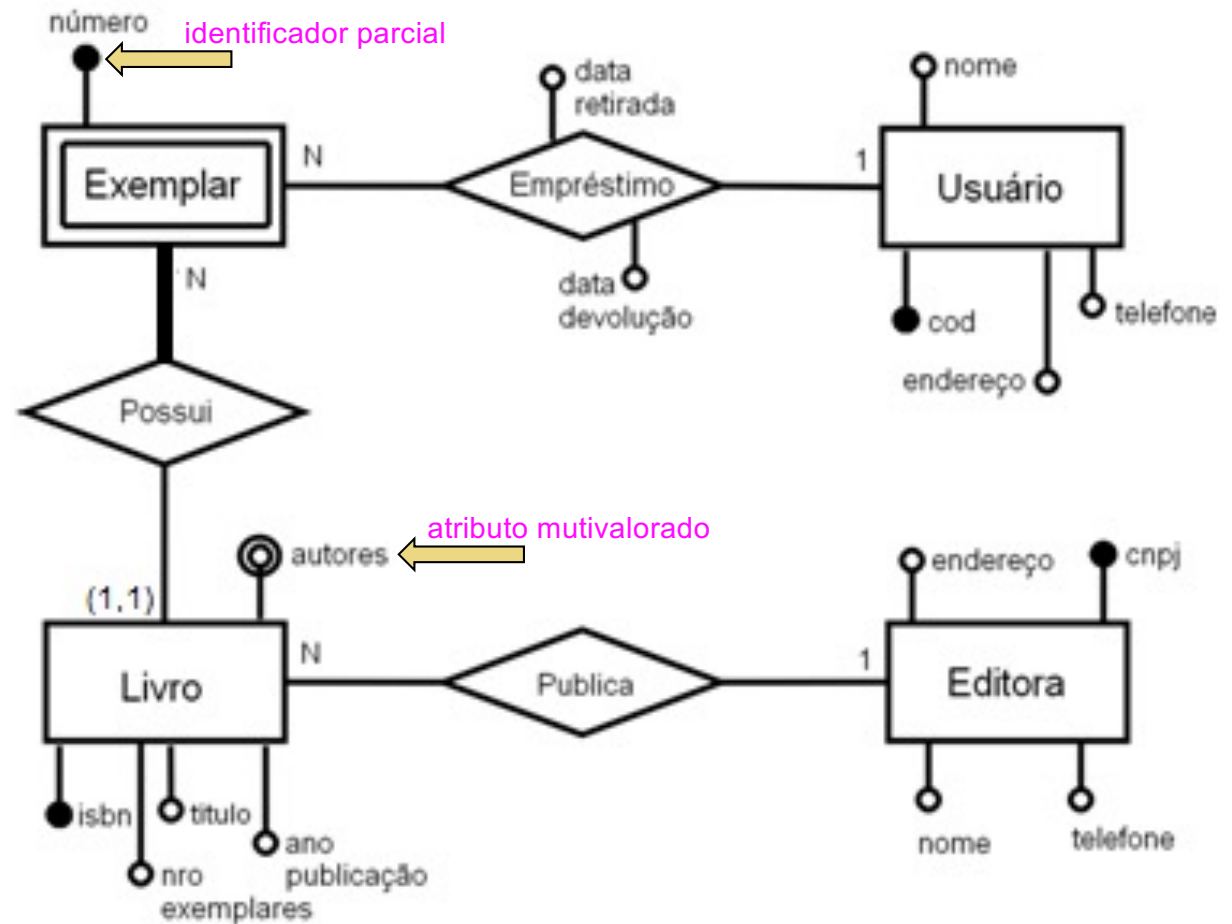 número
identificador parcial
data
retirada
nome
Exemplar
N
Empréstimo
1
Usuário
N
data
devolução
cod
telefone
endereço
Possui
atributo mutivalorado
autores
endereço
cnpj
(1,1)
Livro
N
Publica
1
Editora
isbn
titulo
ano
publicação
nro
exemplares
nome
telefone